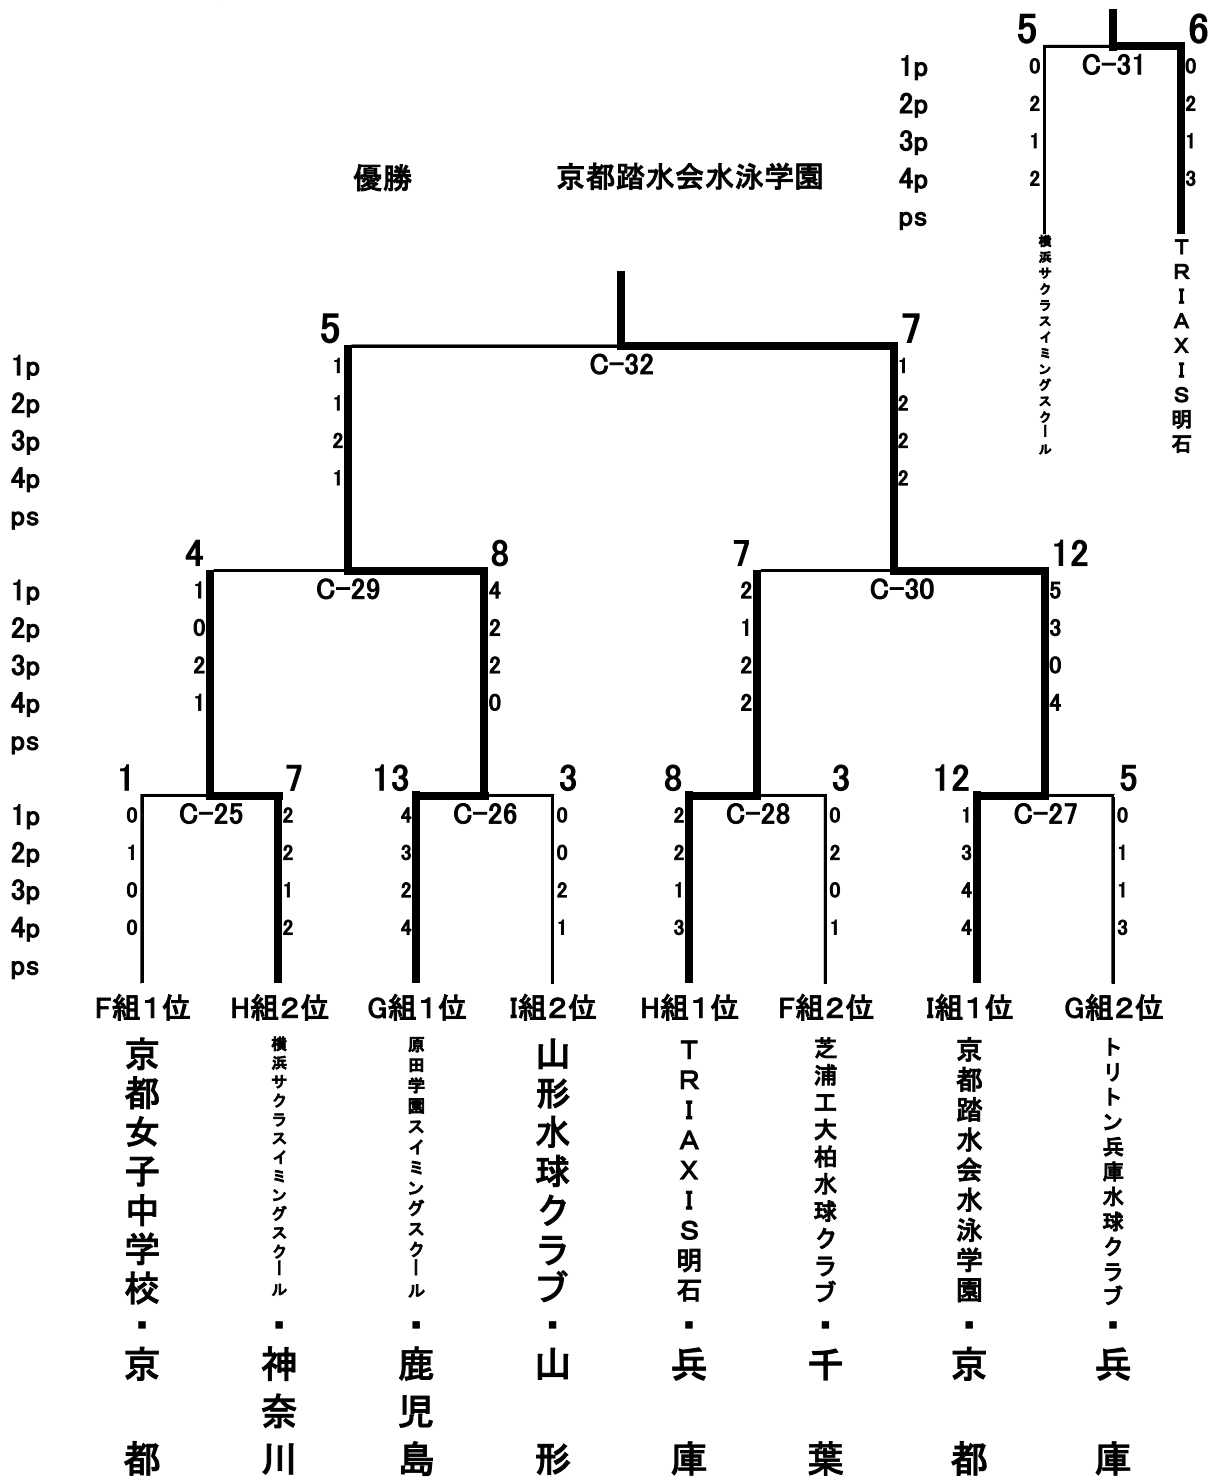 5 6
1p 0 C-31 0
2p 2 2
3p 1 1
優勝 京都踏水会水泳学園 4p 2 3
ps
横浜サクラスイミングスクール
TRIAXIS明石
5 7
1p 1 C-32 1
2p 1 2
3p 2 2
4p 1 2
ps
4 8 7 12
1p 1 C-29 4 2 C-30 5
2p 0 2 1 3
3p 2 2 2 0
4p 1 0 2 4
ps
1 7 13 3 8 3 12 5
1p 0 C-25 2 4 C-26 0 2 C-28 0 1 C-27 0
2p 1 2 3 0 2 2 3 1
3p 0 1 2 2 1 0 4 1
4p 0 2 4 1 3 1 4 3
ps
F組1位 H組2位 G組1位 I組2位 H組1位 F組2位 I組1位 G組2位
京都女子中学校・京都
横浜サクラスイミングスクール・神奈川
原田学園スイミングスクール・鹿児島
山形水球クラブ・山形
TRIAXIS明石・兵庫
芝浦工大柏水球クラブ・千葉
京都踏水会水泳学園・京都
トリトン兵庫水球クラブ・兵庫